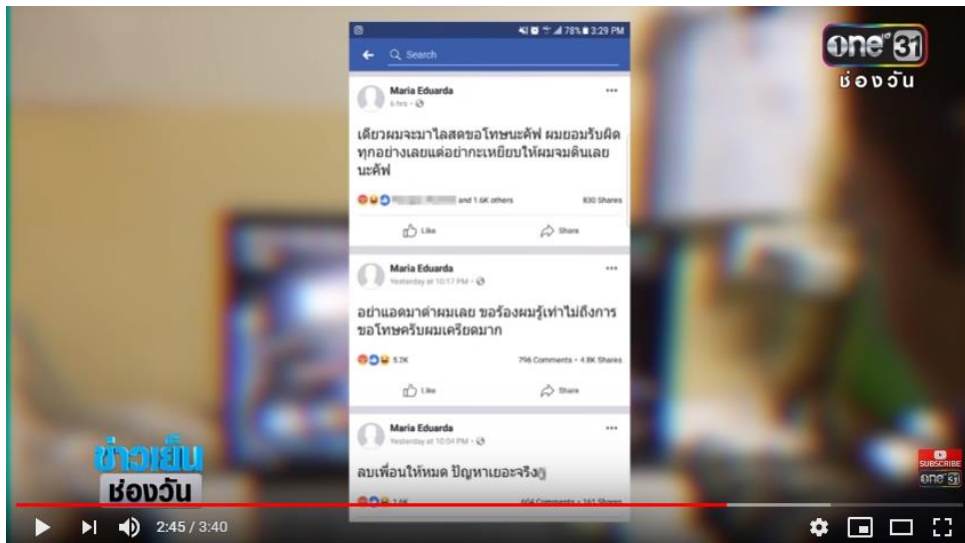 78% 3:29 PM
one 31
ช่องวัน
Search
Maria Eduarda
6 hrs
เดียวผมจะมาไลสดขอโทษนะคัฟ ผมยอมรับผิด
ทุกอย่างเลยแต่อย่ากะเหยียบให้ผมจมดินเลย
นะคัฟ
and 1.6K others 830 Shares
Like Share
Maria Eduarda
Yesterday at 10:17 PM
อย่าแอดมาด่าผมเลย ขอร้องผมรู้เท่าไม่ถึงการ
ขอโทษครับผมเครียดมาก
5.2K 796 Comments • 4.8K Shares
Like Share
Maria Eduarda
Yesterday at 10:04 PM
ลบเพื่อนให้หมด ปัญหาเยอะจริง
ข่าวเย็น
ช่องวัน
1.6K 604 Comments • 161 Shares
SUBSCRIBE
one 31
2:45 / 3:40